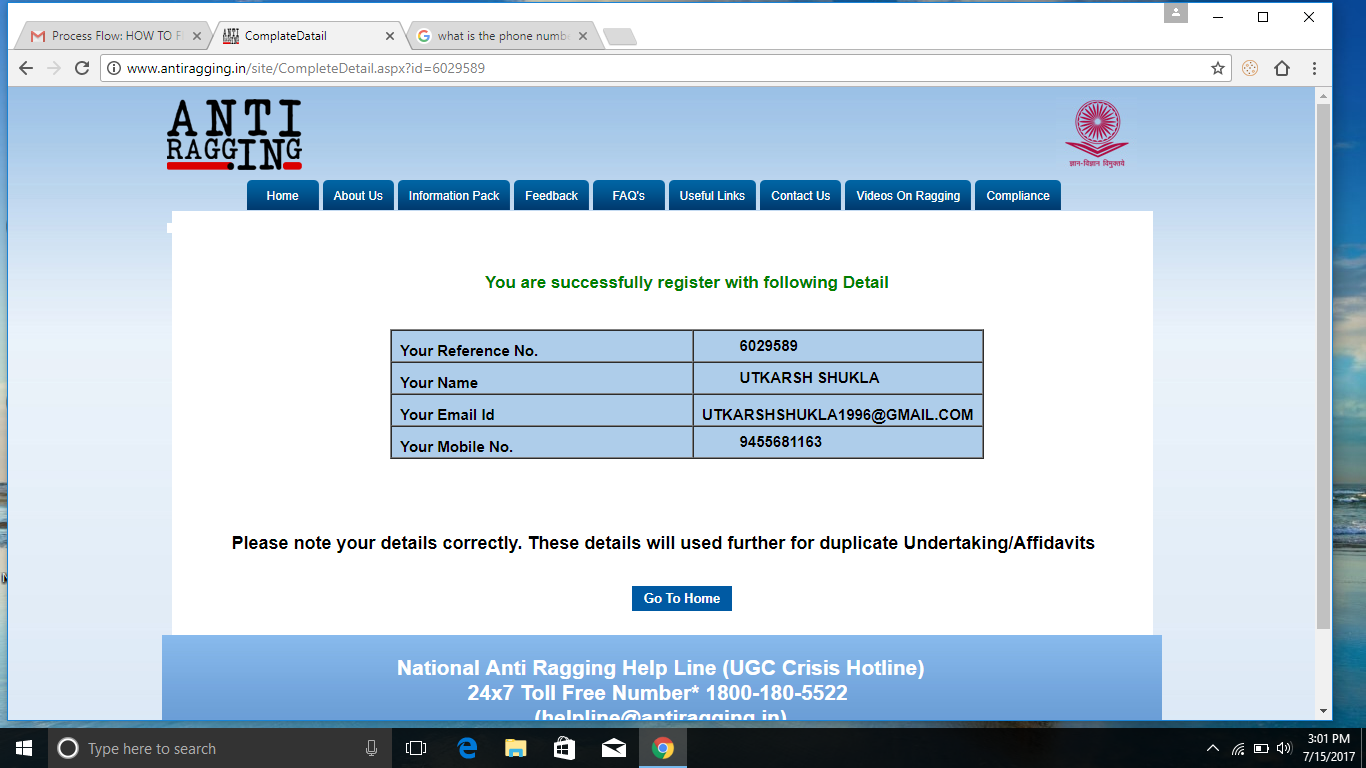 Process Flow: HOW TO F
ComplateDatail
what is the phone numb
www.antiragging.in/site/CompleteDetail.aspx?id=6029589
ANTI
RAGGING
ज्ञान-विज्ञान विमुक्तये
Home About Us Information Pack Feedback FAQ's Useful Links Contact Us Videos On Ragging Compliance
You are successfully register with following Detail
Your Reference No. 6029589
Your Name UTKARSH SHUKLA
Your Email Id UTKARSHSHUKLA1996@GMAIL.COM
Your Mobile No. 9455681163
Please note your details correctly. These details will used further for duplicate Undertaking/Affidavits
Go To Home
National Anti Ragging Help Line (UGC Crisis Hotline)
24x7 Toll Free Number* 1800-180-5522
(helpline@antiragging.in)
Type here to search
3:01 PM
7/15/2017